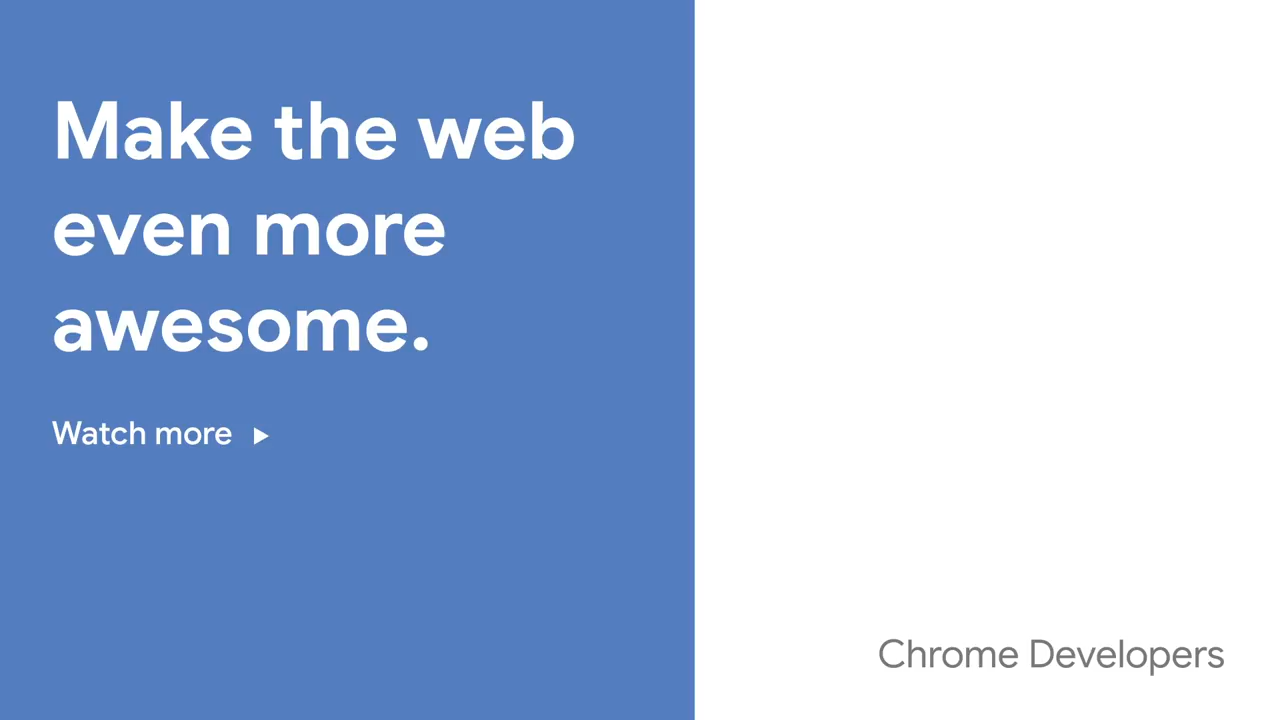 Make the web
even more
awesome.
Watch more
Chrome Developers